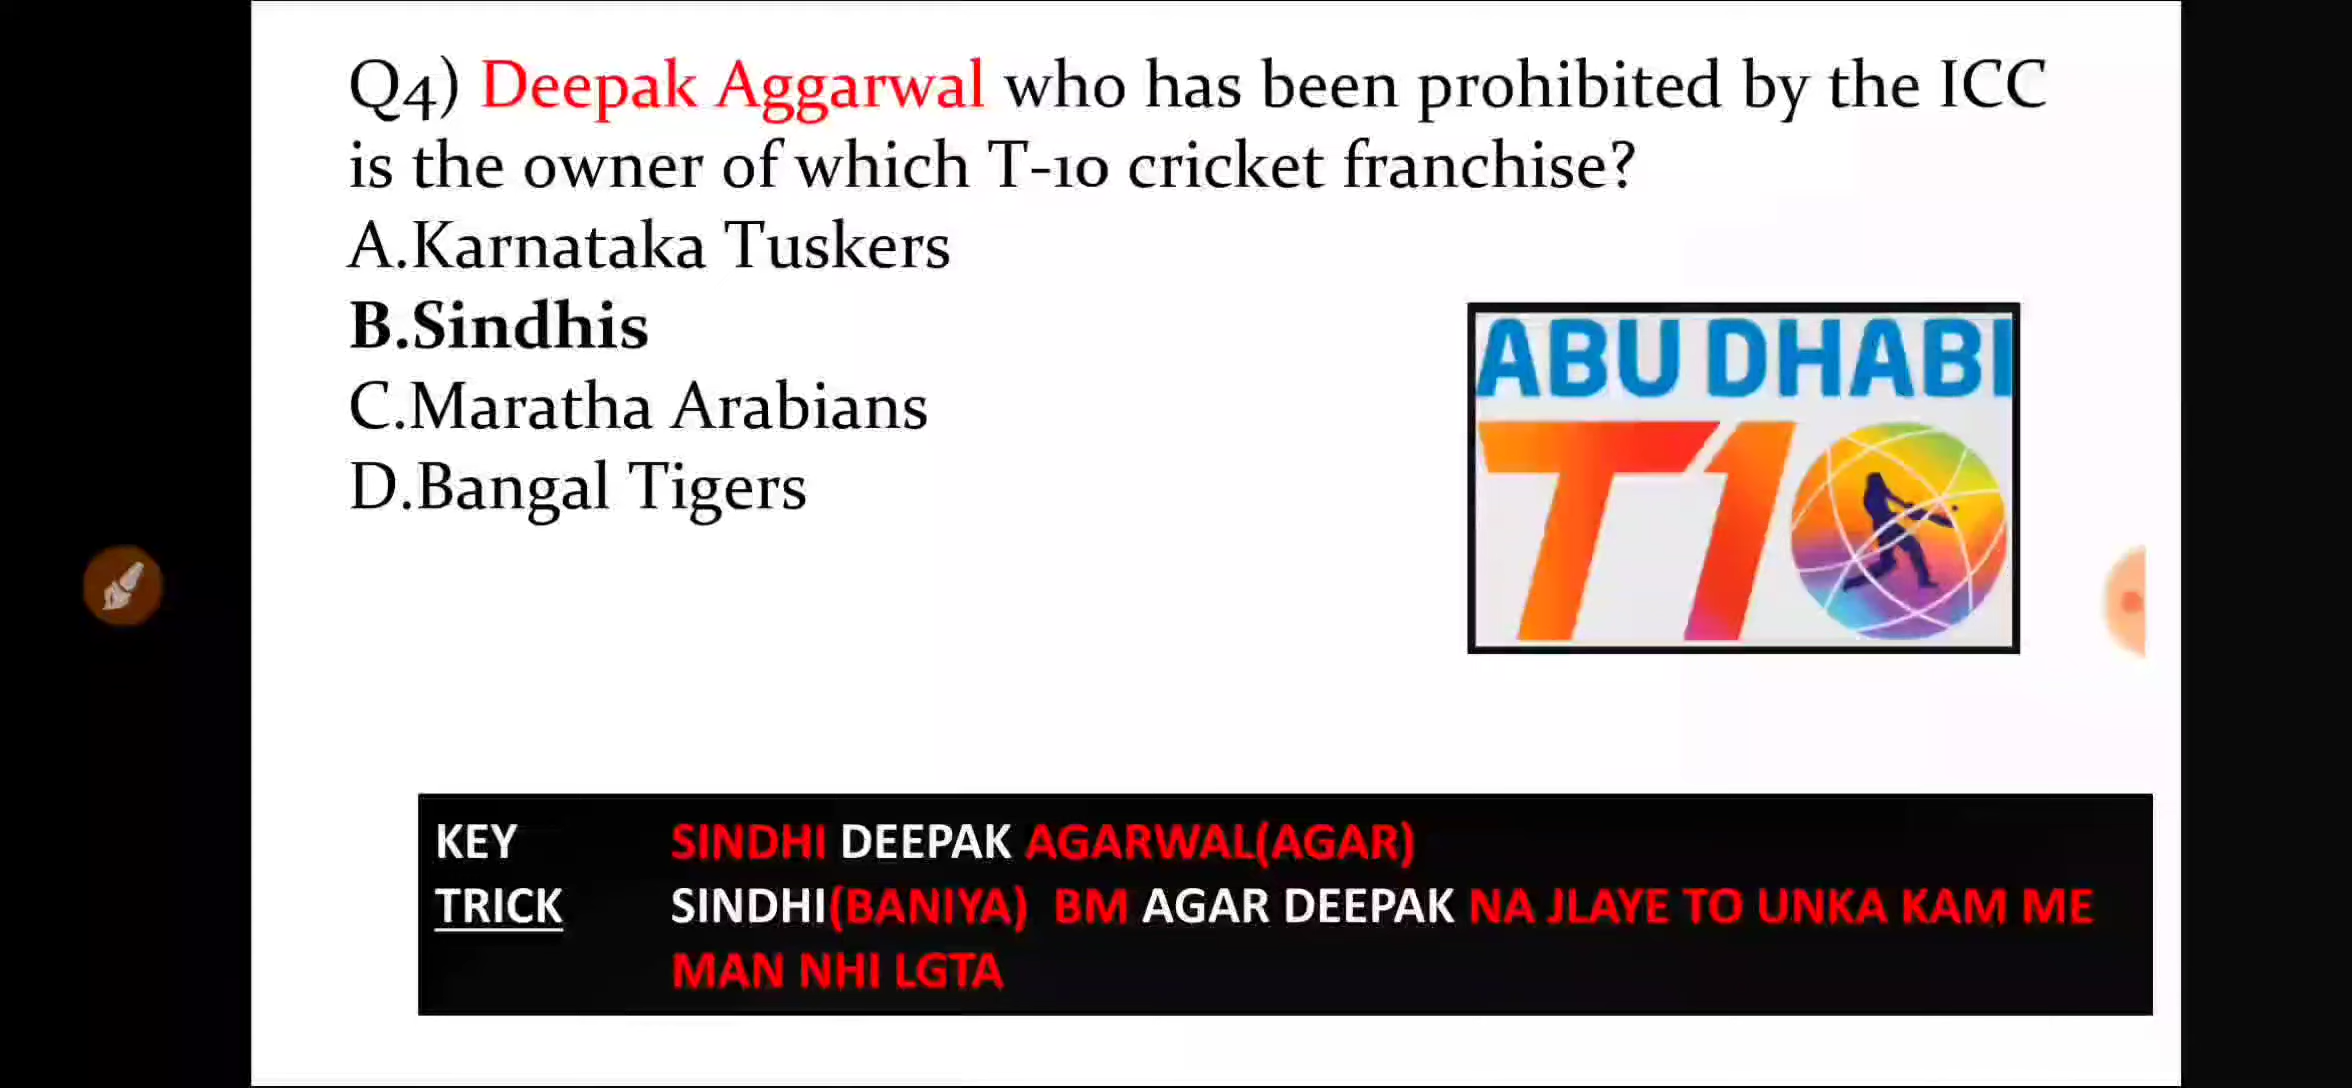 Q4) Deepak Aggarwal who has been prohibited by the ICC
is the owner of which T-10 cricket franchise?
A.Karnataka Tuskers
B.Sindhis
C.Maratha Arabians
D.Bangal Tigers
ABU DHABI
T10
KEY SINDHI DEEPAK AGARWAL(AGAR)
TRICK SINDHI(BANIYA) BM AGAR DEEPAK NA JLAYE TO UNKA KAM ME
MAN NHI LGTA